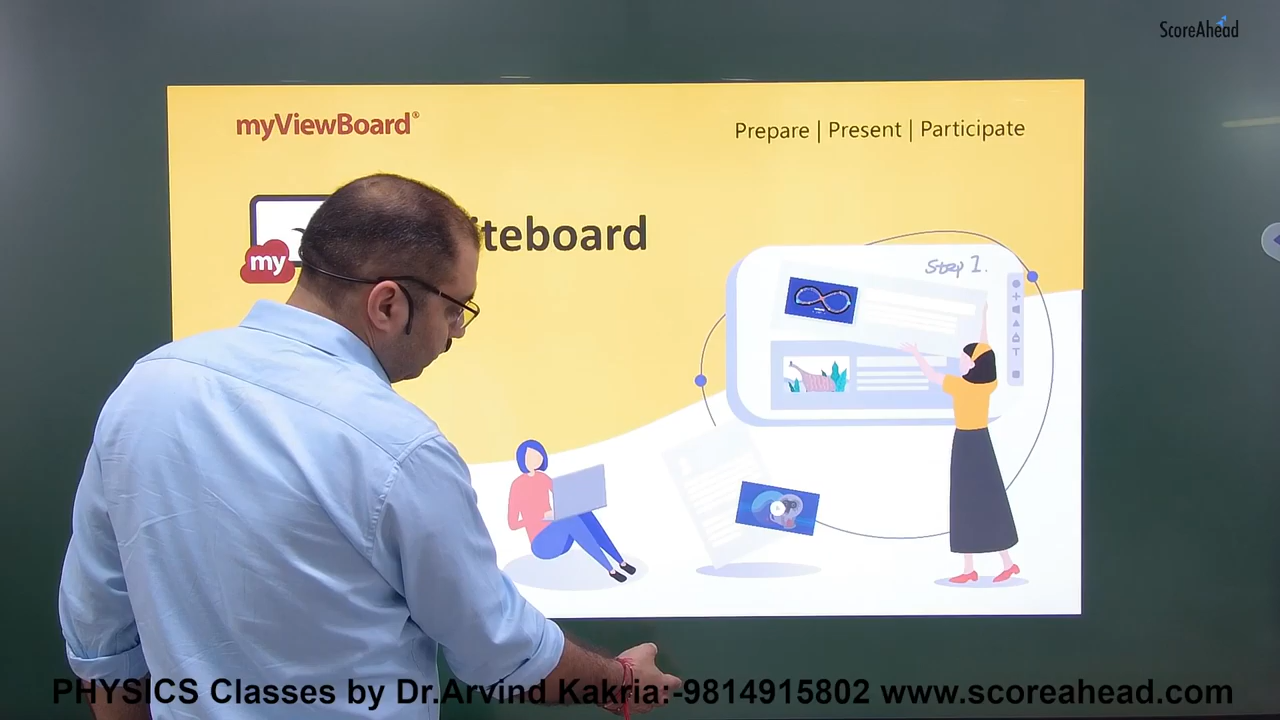 ScoreAhead
myViewBoard®
Prepare | Present | Participate
iteboard
my
Step 1.
PHYSICS Classes by Dr.Arvind Kakria:-9814915802 www.scoreahead.com